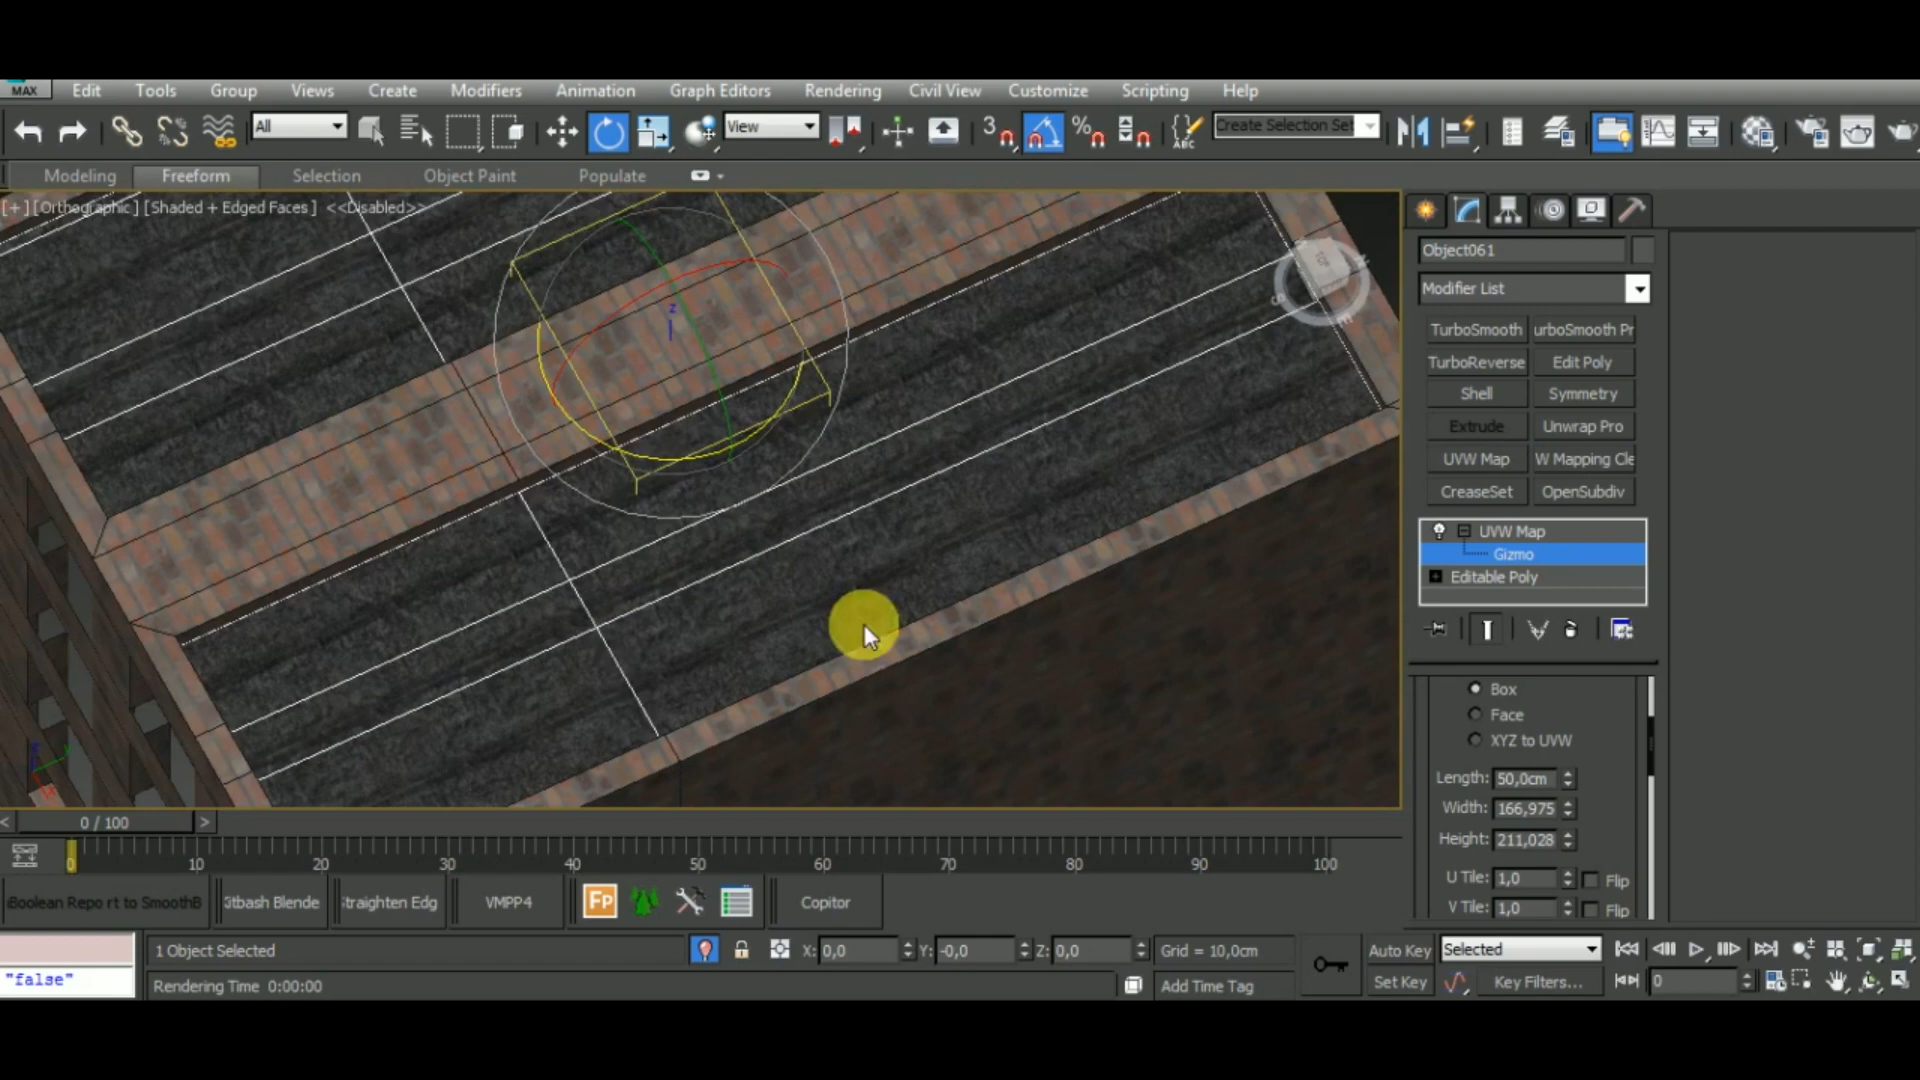 MAX Edit Tools Group Views Create Modifiers Animation Graph Editors Rendering Civil View Customize Scripting Help
All View 3 % ABC Create Selection Set
Modeling Freeform Selection Object Paint Populate
[+] [Orthographic] [Shaded + Edged Faces] <<Disabled>>
TOP
z
Object061
Modifier List
TurboSmooth urboSmooth Pr
TurboReverse Edit Poly
Shell Symmetry
Extrude Unwrap Pro
UVW Map W Mapping Cle
CreaseSet OpenSubdiv
UVW Map
Gizmo
Editable Poly
Box
Face
XYZ to UVW
Length: 50,0cm
Width: 166,975
Height: 211,028
U Tile: 1,0 Flip
V Tile: 1,0 Flip
< 0 / 100 >
0 10 20 30 40 50 60 70 80 90 100
Boolean Repo rt to SmoothB itbash Blende traighten Edg VMPP4 Fp Copitor
1 Object Selected X: 0,0 Y: -0,0 Z: 0,0 Grid = 10,0cm Auto Key Selected
"false" Rendering Time 0:00:00 Add Time Tag Set Key Key Filters... 0